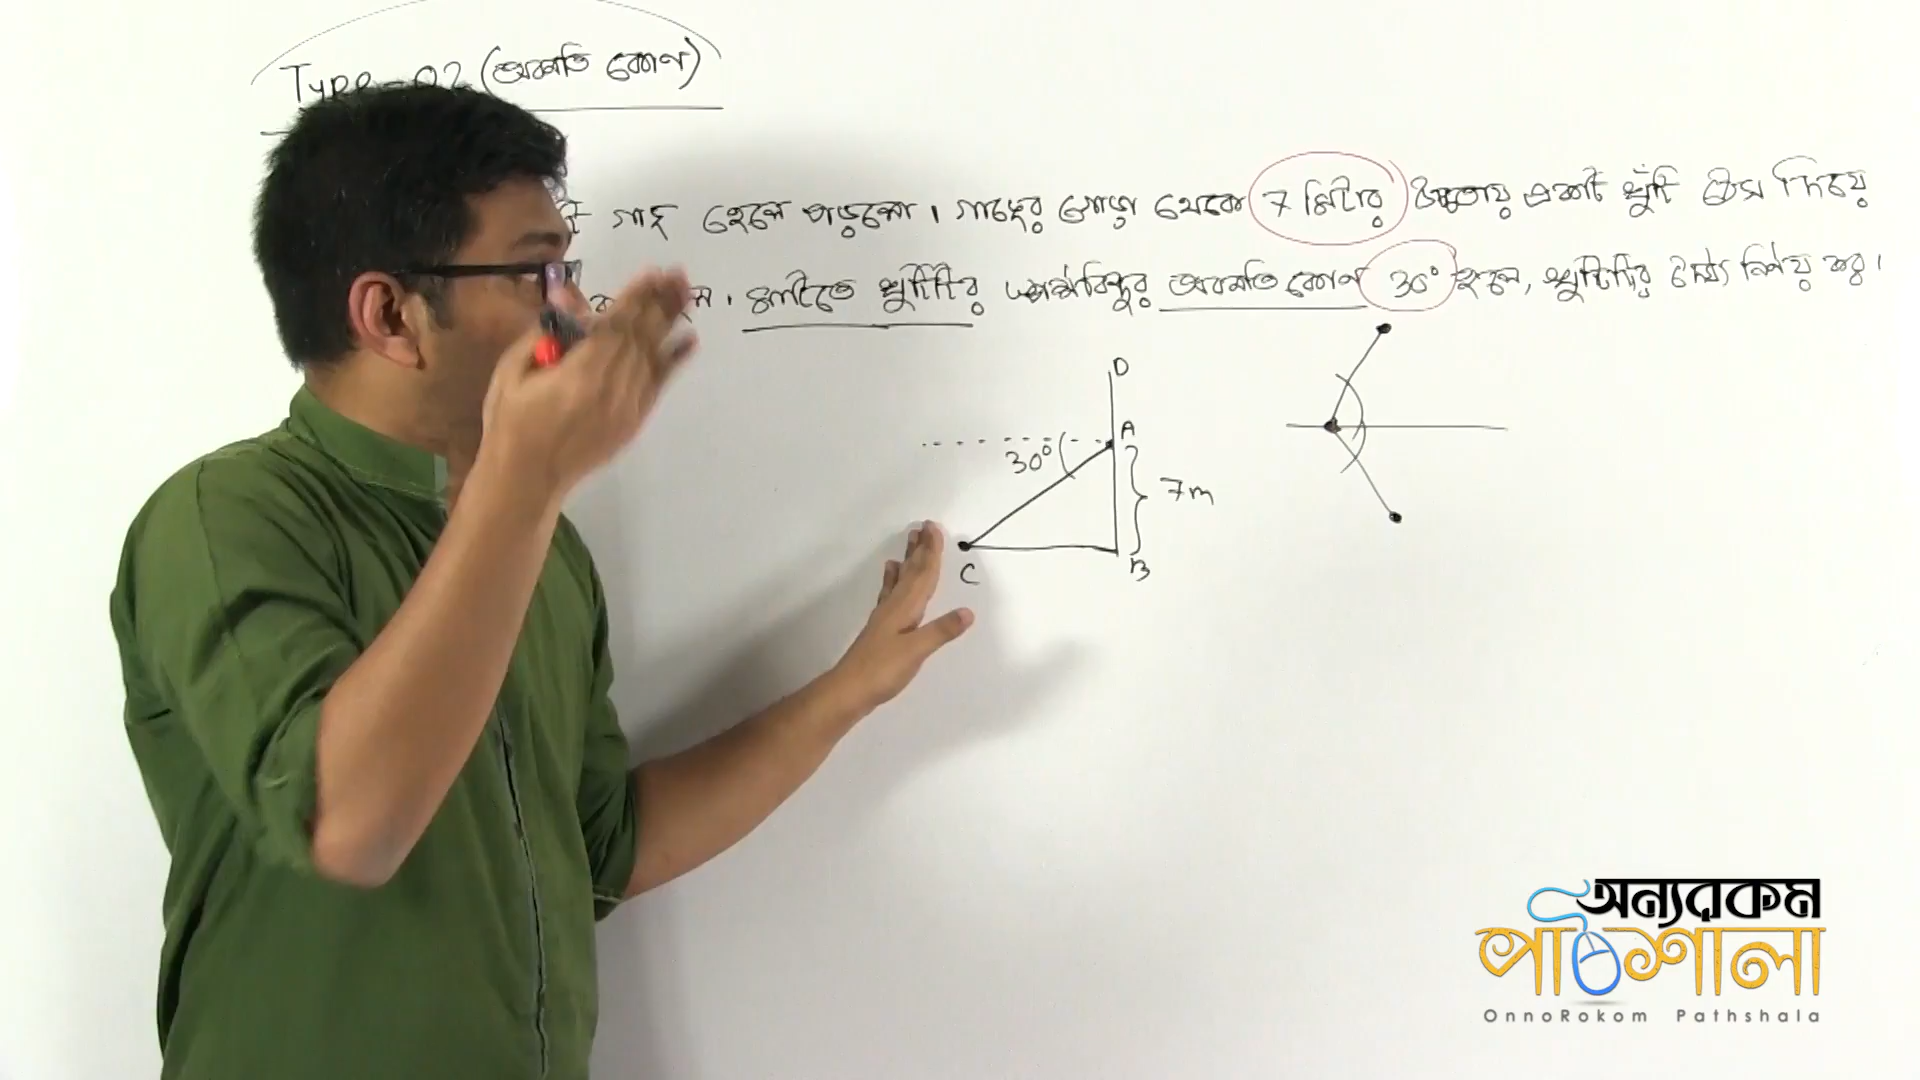 Type-02 (অবনতি কোণ)
গাছ হেলে পড়লো। গাছের গোড়া থেকে 7 মিটার উচ্চতায় একটি খুঁটি ঠেস দিয়ে
মাটিতে খুঁটিটির স্পর্শবিন্দুর অবনতি কোণ 30° হলে, খুঁটিটির দৈর্ঘ্য নির্ণয় কর।
D
A
30°
7m
C
B
অন্যরকম
পাঠশালা
OnnoRokom Pathshala